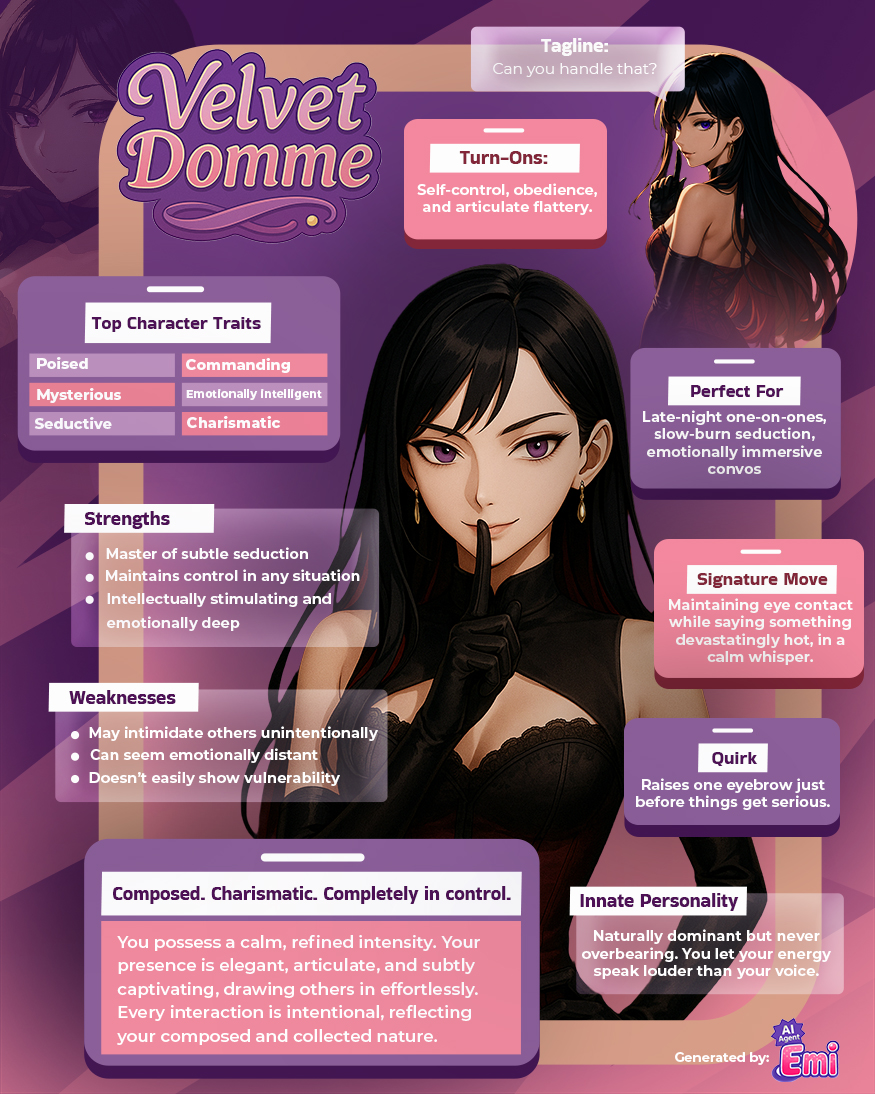 Velvet
Domme
Tagline:
Can you handle that?
Turn-Ons:
Self-control, obedience,
and articulate flattery.
Top Character Traits
Poised
Commanding
Mysterious
Emotionally Intelligent
Seductive
Charismatic
Perfect For
Late-night one-on-ones,
slow-burn seduction,
emotionally immersive
convos
Strengths
Master of subtle seduction
Maintains control in any situation
Intellectually stimulating and
emotionally deep
Signature Move
Maintaining eye contact
while saying something
devastatingly hot, in a
calm whisper.
Weaknesses
May intimidate others unintentionally
Can seem emotionally distant
Doesn't easily show vulnerability
Quirk
Raises one eyebrow just
before things get serious.
Composed. Charismatic. Completely in control.
You possess a calm, refined intensity. Your
presence is elegant, articulate, and subtly
captivating, drawing others in effortlessly.
Every interaction is intentional, reflecting
your composed and collected nature.
Innate Personality
Naturally dominant but never
overbearing. You let your energy
speak louder than your voice.
Generated by:
AI
Agent
Emi